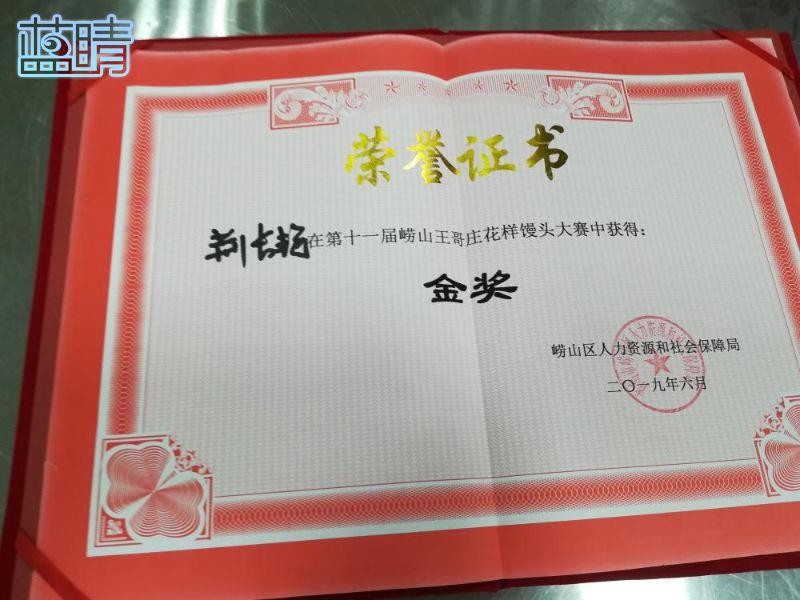 蓝睛
荣誉证书
在第十一届崂山王哥庄花样馒头大赛中获得：
金奖
崂山区人力资源和社会保障局
二〇一九年六月